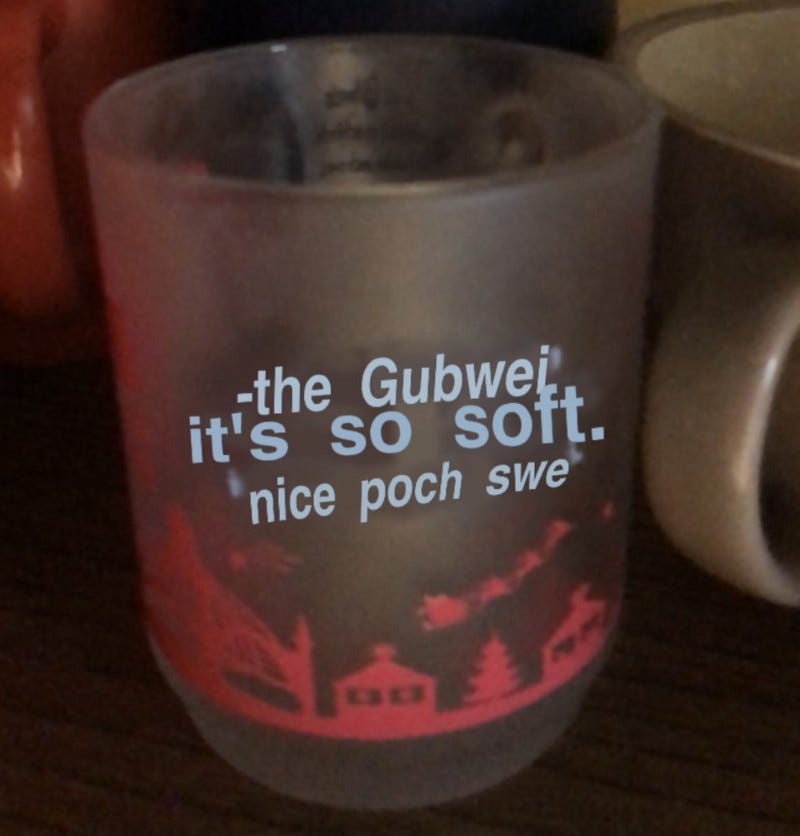 -the Gubwei
it's so soft.
nice poch swe